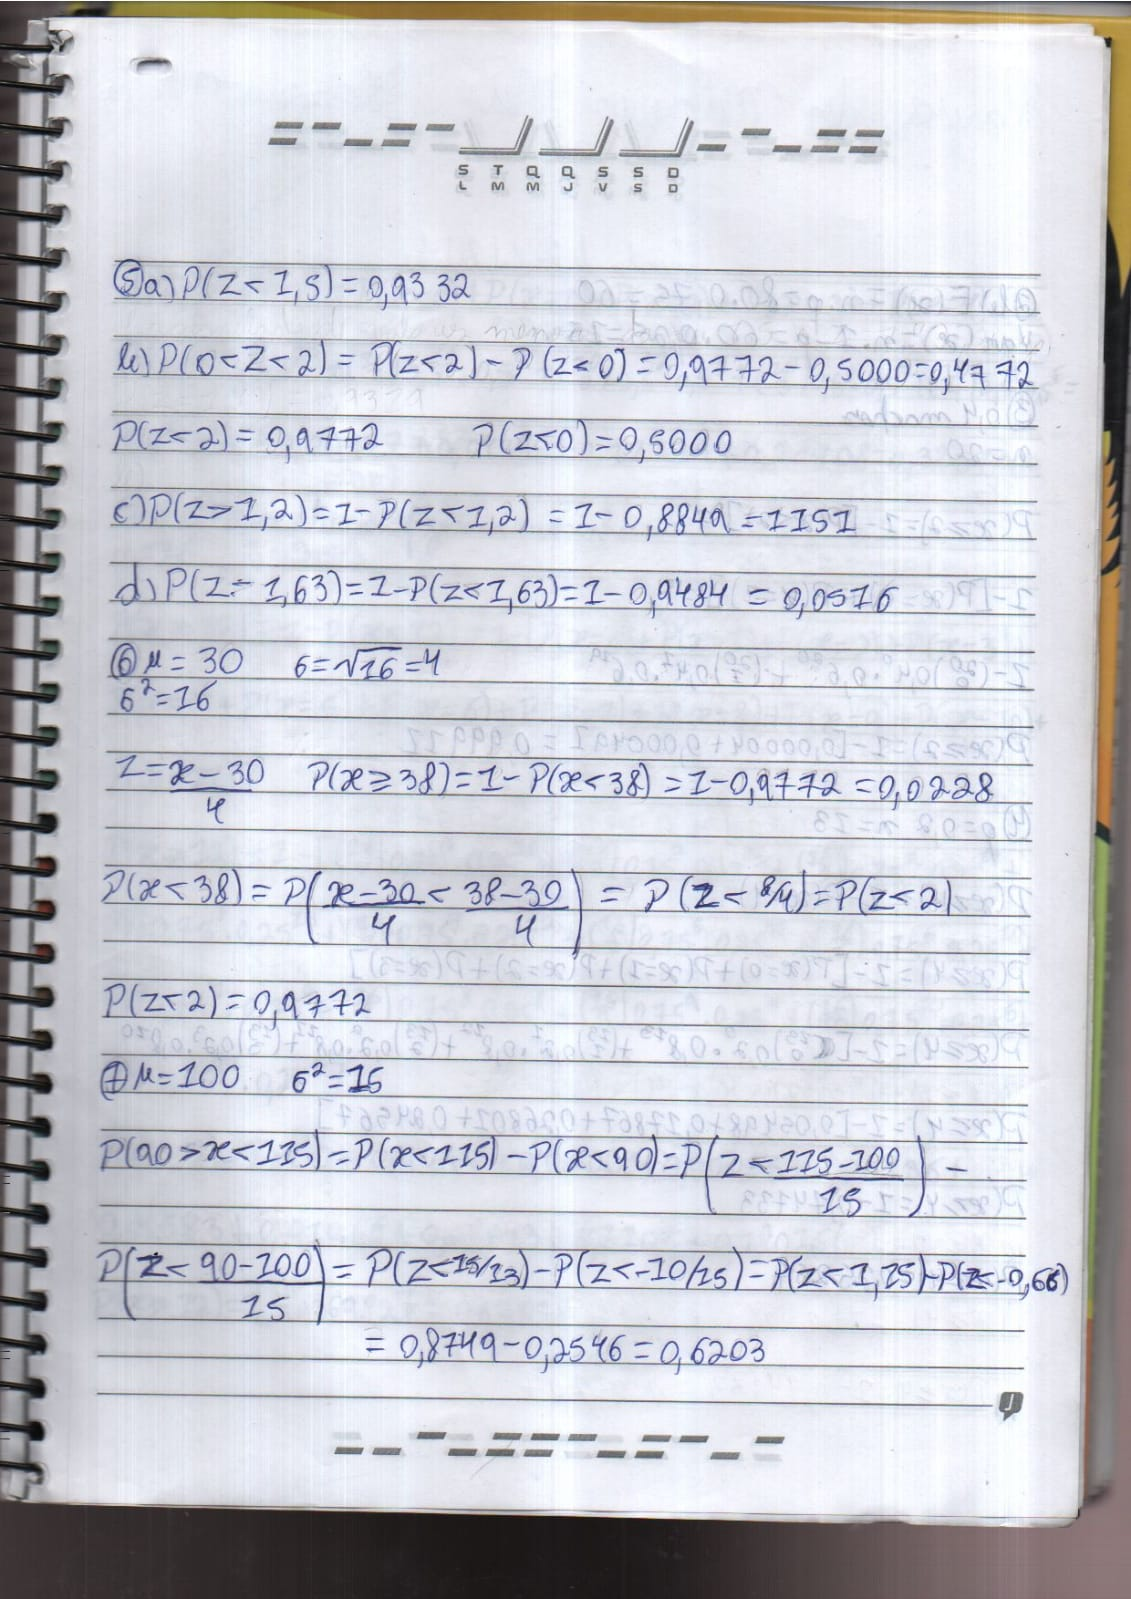 S T Q Q S S D
L M M J V S D
5 a) P(Z < 1,5) = 0,9332
b) P(0 < Z < 2) = P(Z < 2) - P(Z < 0) = 0,9772 - 0,5000 = 0,4772
P(Z < 2) = 0,9772 P(Z < 0) = 0,5000
c) P(Z > 1,2) = 1 - P(Z < 1,2) = 1 - 0,8849 = 1151
d) P(Z = 1,63) = 1 - P(Z < 1,63) = 1 - 0,9484 = 0,0516
6 μ = 30 σ = √16 = 4
σ² = 16
Z = x - 30 / 4 P(x ≥ 38) = 1 - P(x < 38) = 1 - 0,9772 = 0,0228
P(x < 38) = P(x - 30 / 4 < 38 - 30 / 4) = P(Z < 8/4) = P(Z < 2)
P(Z < 2) = 0,9772
7 μ = 100 σ² = 15
P(90 > x < 115) = P(x < 115) - P(x < 90) = P(Z < 115 - 100 / 15) -
P(Z < 90 - 100 / 15) = P(Z < 15/13) - P(Z < -10/15) = P(Z < 1,15) - P(Z < -0,66)
= 0,8749 - 0,2546 = 0,6203